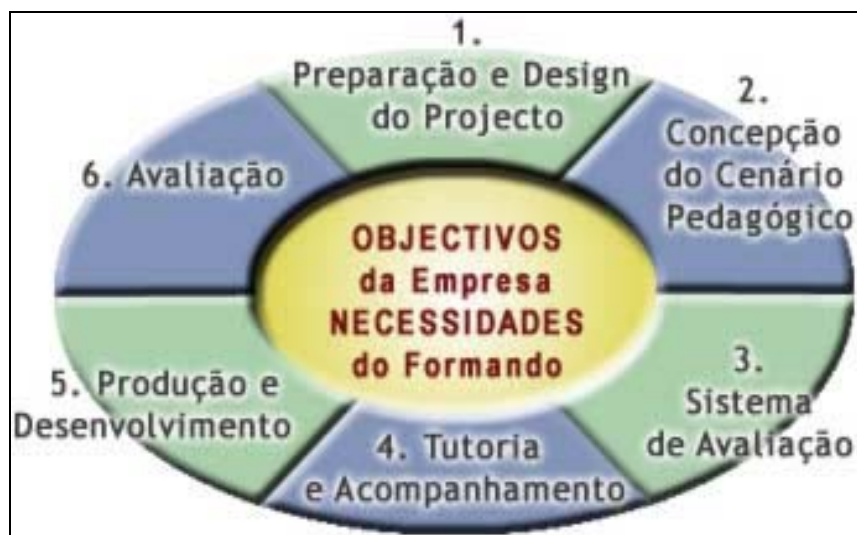 1.
Preparação e Design
do Projecto
2.
Concepção
do Cenário
Pedagógico
3.
Sistema
de Avaliação
4. Tutoria
e Acompanhamento
5. Produção e
Desenvolvimento
6. Avaliação
OBJECTIVOS
da Empresa
NECESSIDADES
do Formando